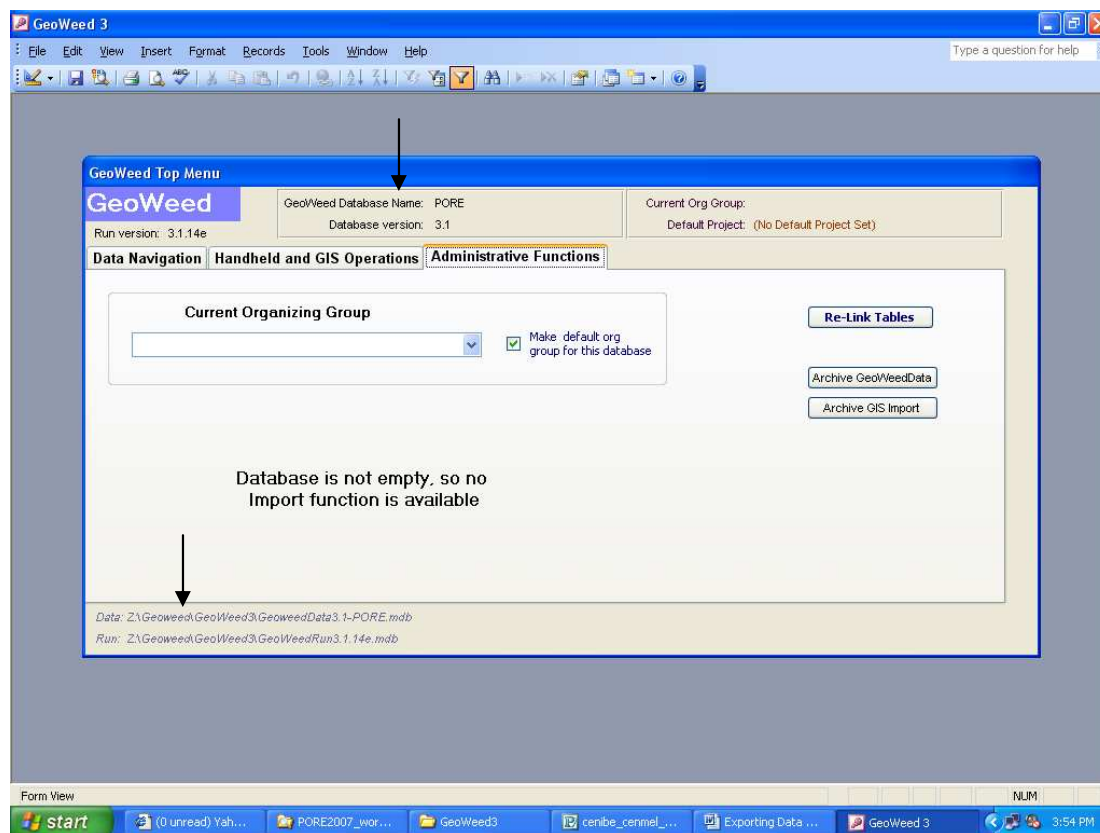 GeoWeed 3
File Edit View Insert Format Records Tools Window Help
Type a question for help
GeoWeed Top Menu
GeoWeed
Run version: 3.1.14e
GeoWeed Database Name: PORE
Database version: 3.1
Current Org Group:
Default Project: (No Default Project Set)
Data Navigation
Handheld and GIS Operations
Administrative Functions
Current Organizing Group
Make default org
group for this database
Re-Link Tables
Archive GeoWeedData
Archive GIS Import
Database is not empty, so no
Import function is available
Data: Z:\Geoweed\GeoWeed3\GeoweedData3.1-PORE.mdb
Run: Z:\Geoweed\GeoWeed3\GeoWeedRun3.1.14e.mdb
Form View
NUM
start
(0 unread) Yah...
PORE2007_wor...
GeoWeed3
cenibe_cenmel_...
Exporting Data ...
GeoWeed 3
3:54 PM